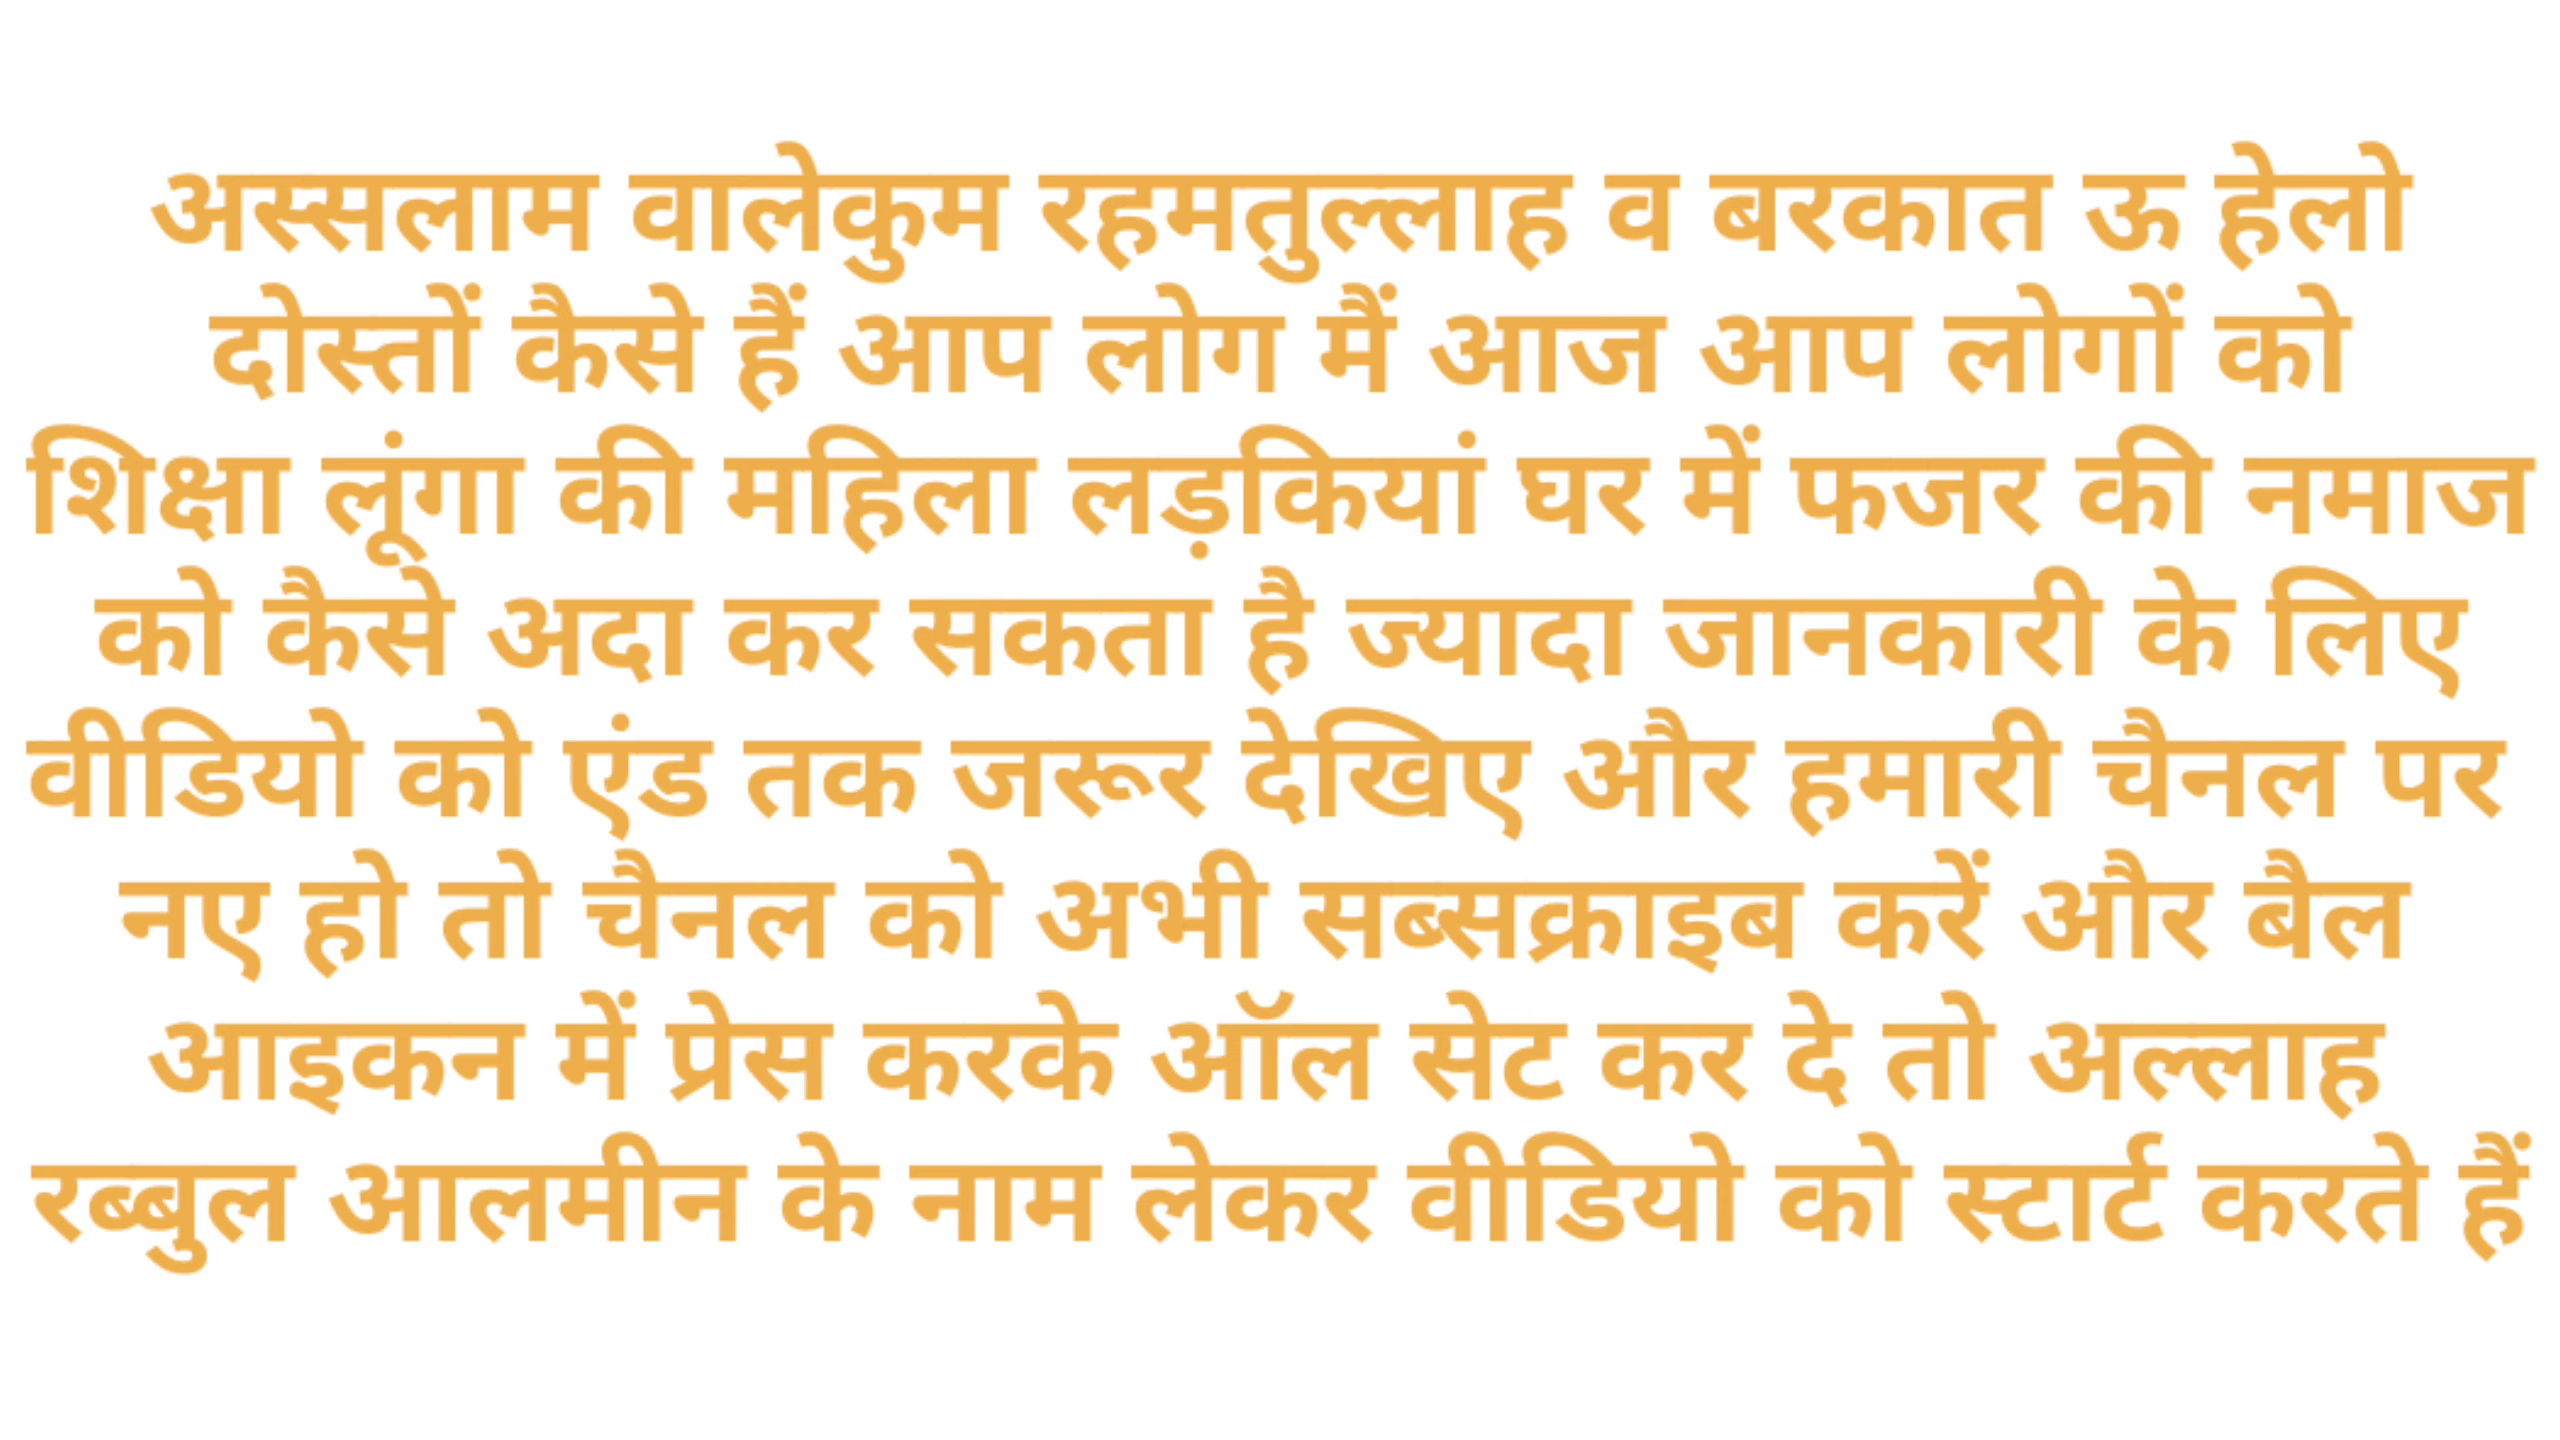 अस्सलाम वालेकुम रहमतुल्लाह व बरकात ऊ हेलो
दोस्तों कैसे हैं आप लोग मैं आज आप लोगों को
शिक्षा लूंगा की महिला लड़कियां घर में फजर की नमाज
को कैसे अदा कर सकता है ज्यादा जानकारी के लिए
वीडियो को एंड तक जरूर देखिए और हमारी चैनल पर
नए हो तो चैनल को अभी सब्सक्राइब करें और बैल
आइकन में प्रेस करके ऑल सेट कर दे तो अल्लाह
रब्बुल आलमीन के नाम लेकर वीडियो को स्टार्ट करते हैं